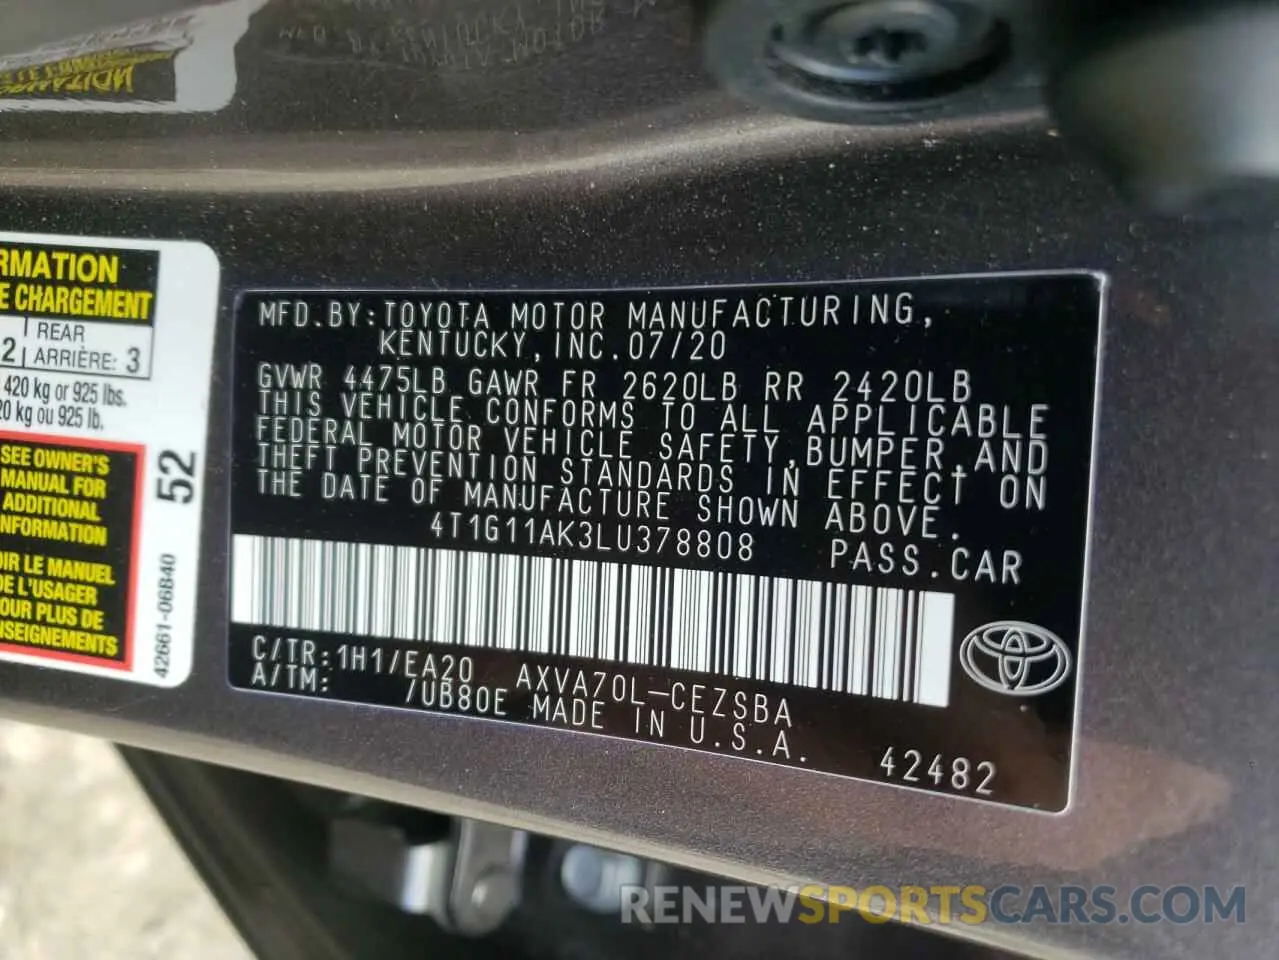 RMATION
E CHARGEMENT
2 REAR
ARRIÈRE: 3
420 kg or 925 lbs.
20 kg ou 925 lb.
SEE OWNER'S
MANUAL FOR
ADDITIONAL
INFORMATION
OIR LE MANUEL
DE L'USAGER
OUR PLUS DE
NSEIGNEMENTS
52
42661-06840
MFD.BY:TOYOTA MOTOR MANUFACTURING,
KENTUCKY,INC.07/20
GVWR 4475LB GAWR FR 2620LB RR 2420LB
THIS VEHICLE CONFORMS TO ALL APPLICABLE
FEDERAL MOTOR VEHICLE SAFETY,BUMPER,AND
THEFT PREVENTION STANDARDS IN EFFECT ON
THE DATE OF MANUFACTURE SHOWN ABOVE.
4T1G11AK3LU378808 PASS.CAR
C/TR:1H1/EA20 AXVA70L-CEZSBA
A/TM: /UB80E MADE IN U.S.A.
42482
RENEWSPORTSCARS.COM